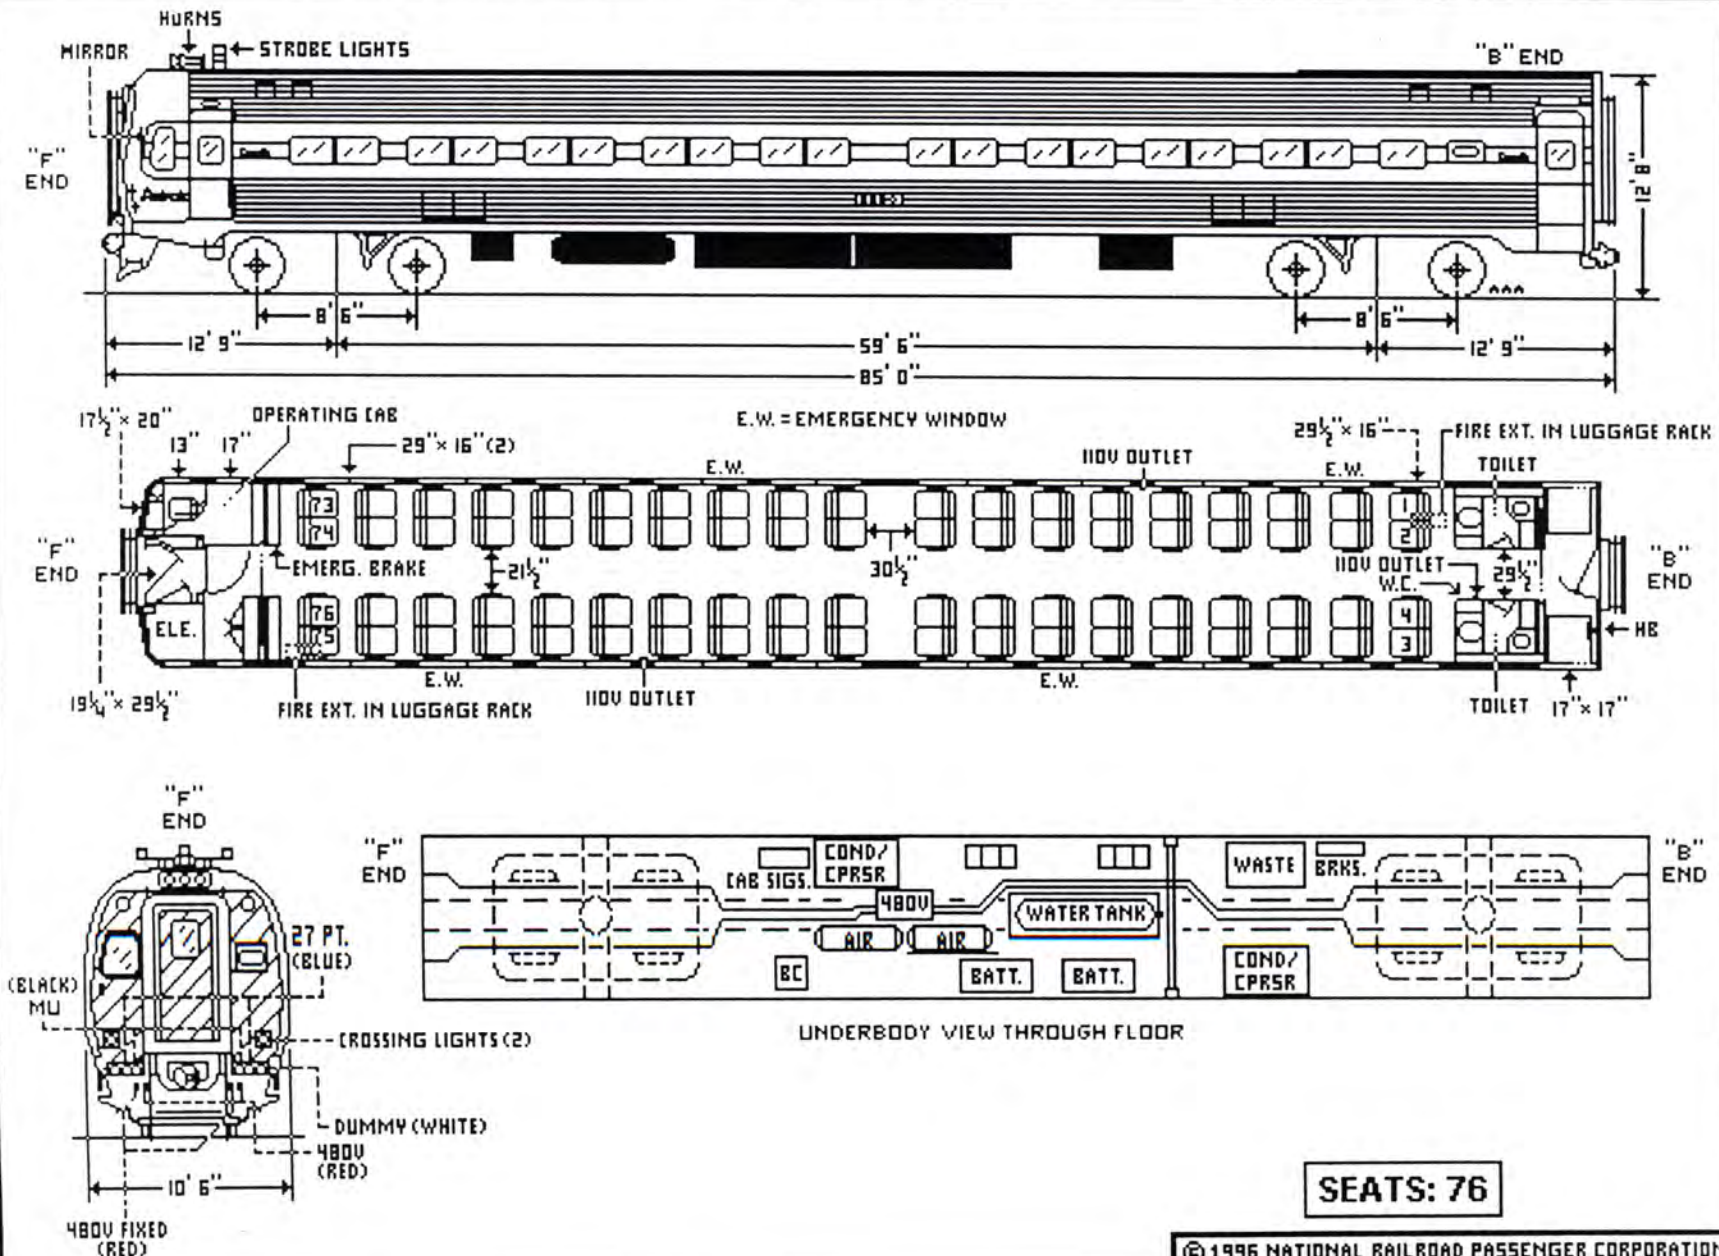 HORNS
MIRROR
STROBE LIGHTS
"B" END
"F"
END
12' 8"
8' 6"
8' 6"
12' 9"
59' 6"
12' 9"
85' 0"
17½" × 20"
OPERATING CAB
E.W. = EMERGENCY WINDOW
13"
17"
29" × 16" (2)
29½" × 16"
FIRE EXT. IN LUGGAGE RACK
E.W.
110V OUTLET
E.W.
TOILET
73
74
1
2
"F"
END
EMERG. BRAKE
21½"
30½"
110V OUTLET
W.C.
29½"
"B"
END
ELE.
76
75
4
3
HB
E.W.
E.W.
19¼" × 29½"
FIRE EXT. IN LUGGAGE RACK
110V OUTLET
TOILET
17" × 17"
"F"
END
27 PT.
(BLUE)
(BLACK)
MU
CROSSING LIGHTS (2)
DUMMY (WHITE)
480V
(RED)
10' 6"
480V FIXED
(RED)
"F"
END
CAB SIGS.
COND/
CPRSR
WASTE
BRKS.
"B"
END
480V
WATER TANK
AIR
AIR
BC
BATT.
BATT.
COND/
CPRSR
UNDERBODY VIEW THROUGH FLOOR
SEATS: 76
© 1996 NATIONAL RAILROAD PASSENGER CORPORATION